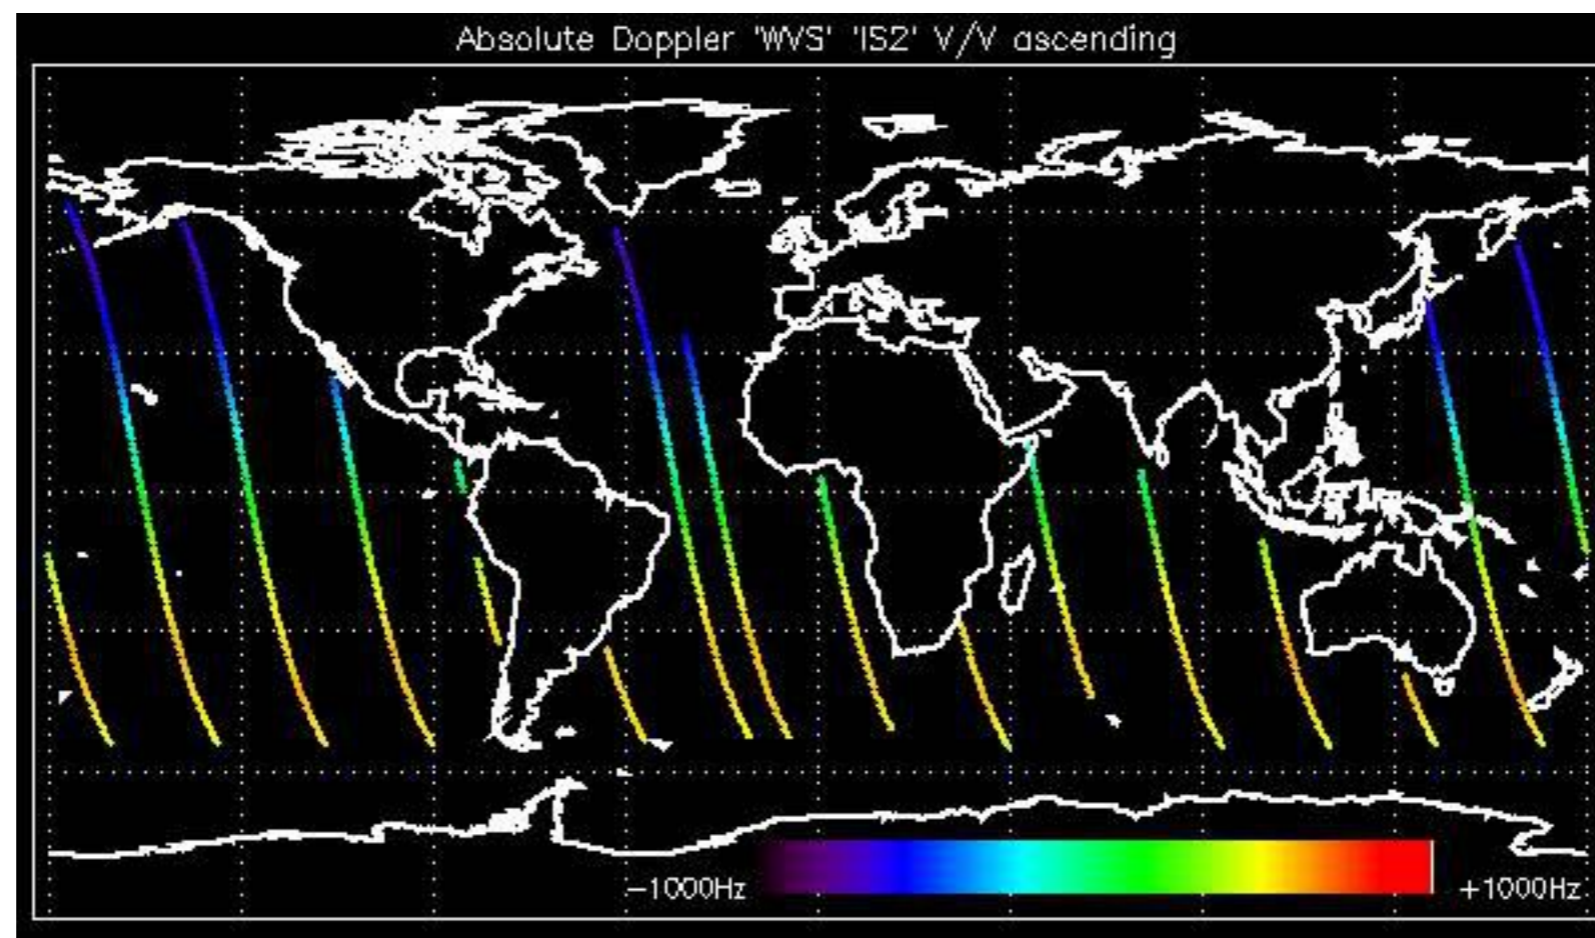 Absolute Doppler 'WVS' 'IS2' V/V ascending
−1000Hz +1000Hz